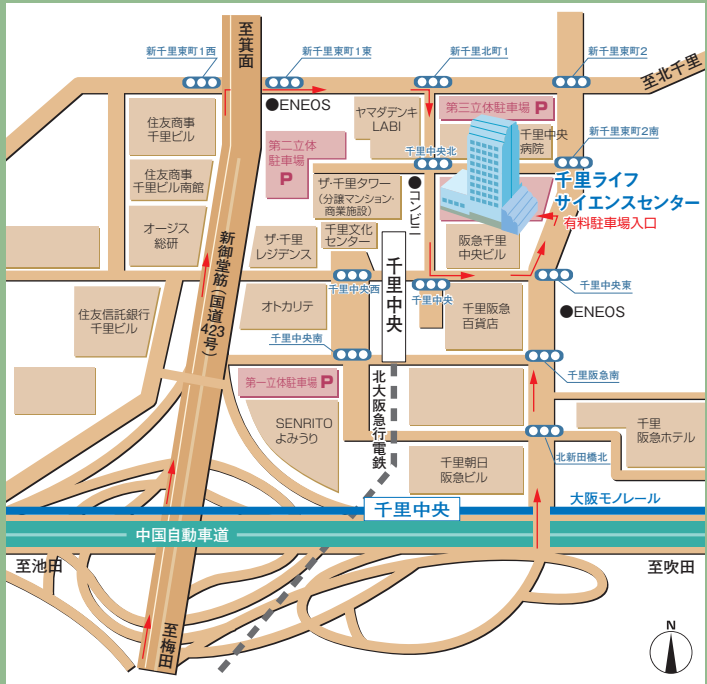 至箕面
新千里東町1西
新千里東町1東
新千里北町1
新千里東町2
至北千里
●ENEOS
住友商事
千里ビル
ヤマダデンキ
LABI
第三立体駐車場 P
千里中央
病院
新千里東町2南
第二立体
駐車場
P
千里中央北
住友商事
千里ビル南館
ザ・千里タワー
(分譲マンション・
商業施設)
●コンビニ
千里ライフ
サイエンスセンター
有料駐車場入口
オージス
総研
ザ・千里
レジデンス
千里文化
センター
阪急千里
中央ビル
新御堂筋(国道423号)
千里中央
千里中央西
千里中央
千里中央東
住友信託銀行
千里ビル
オトカリテ
千里阪急
百貨店
●ENEOS
千里中央南
千里阪急南
第一立体駐車場 P
北大阪急行電鉄
SENRITO
よみうり
千里
阪急ホテル
北新田橋北
千里朝日
阪急ビル
大阪モノレール
千里中央
中国自動車道
至池田
至吹田
至梅田
N